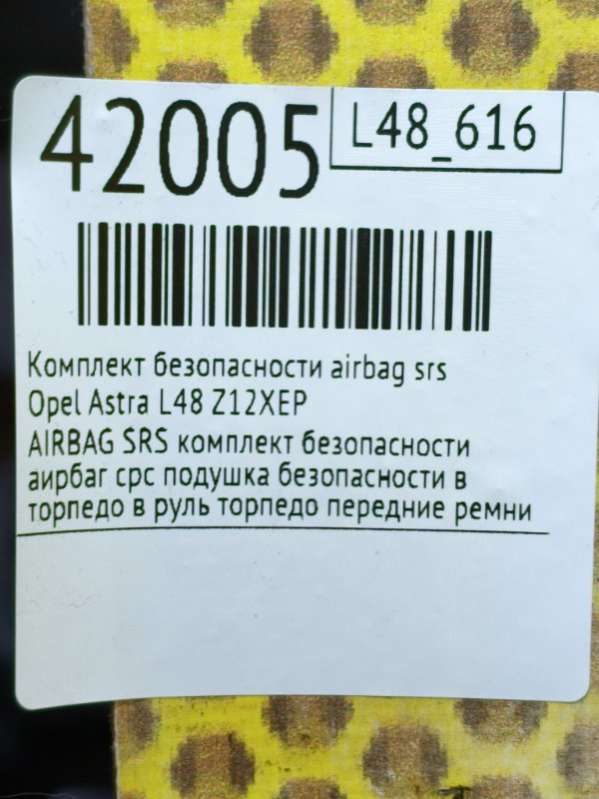 42005
L48_616
Комплект безопасности airbag srs
Opel Astra L48 Z12XEP
AIRBAG SRS комплект безопасности
аирбаг срс подушка безопасности в
торпедо в руль торпедо передние ремни